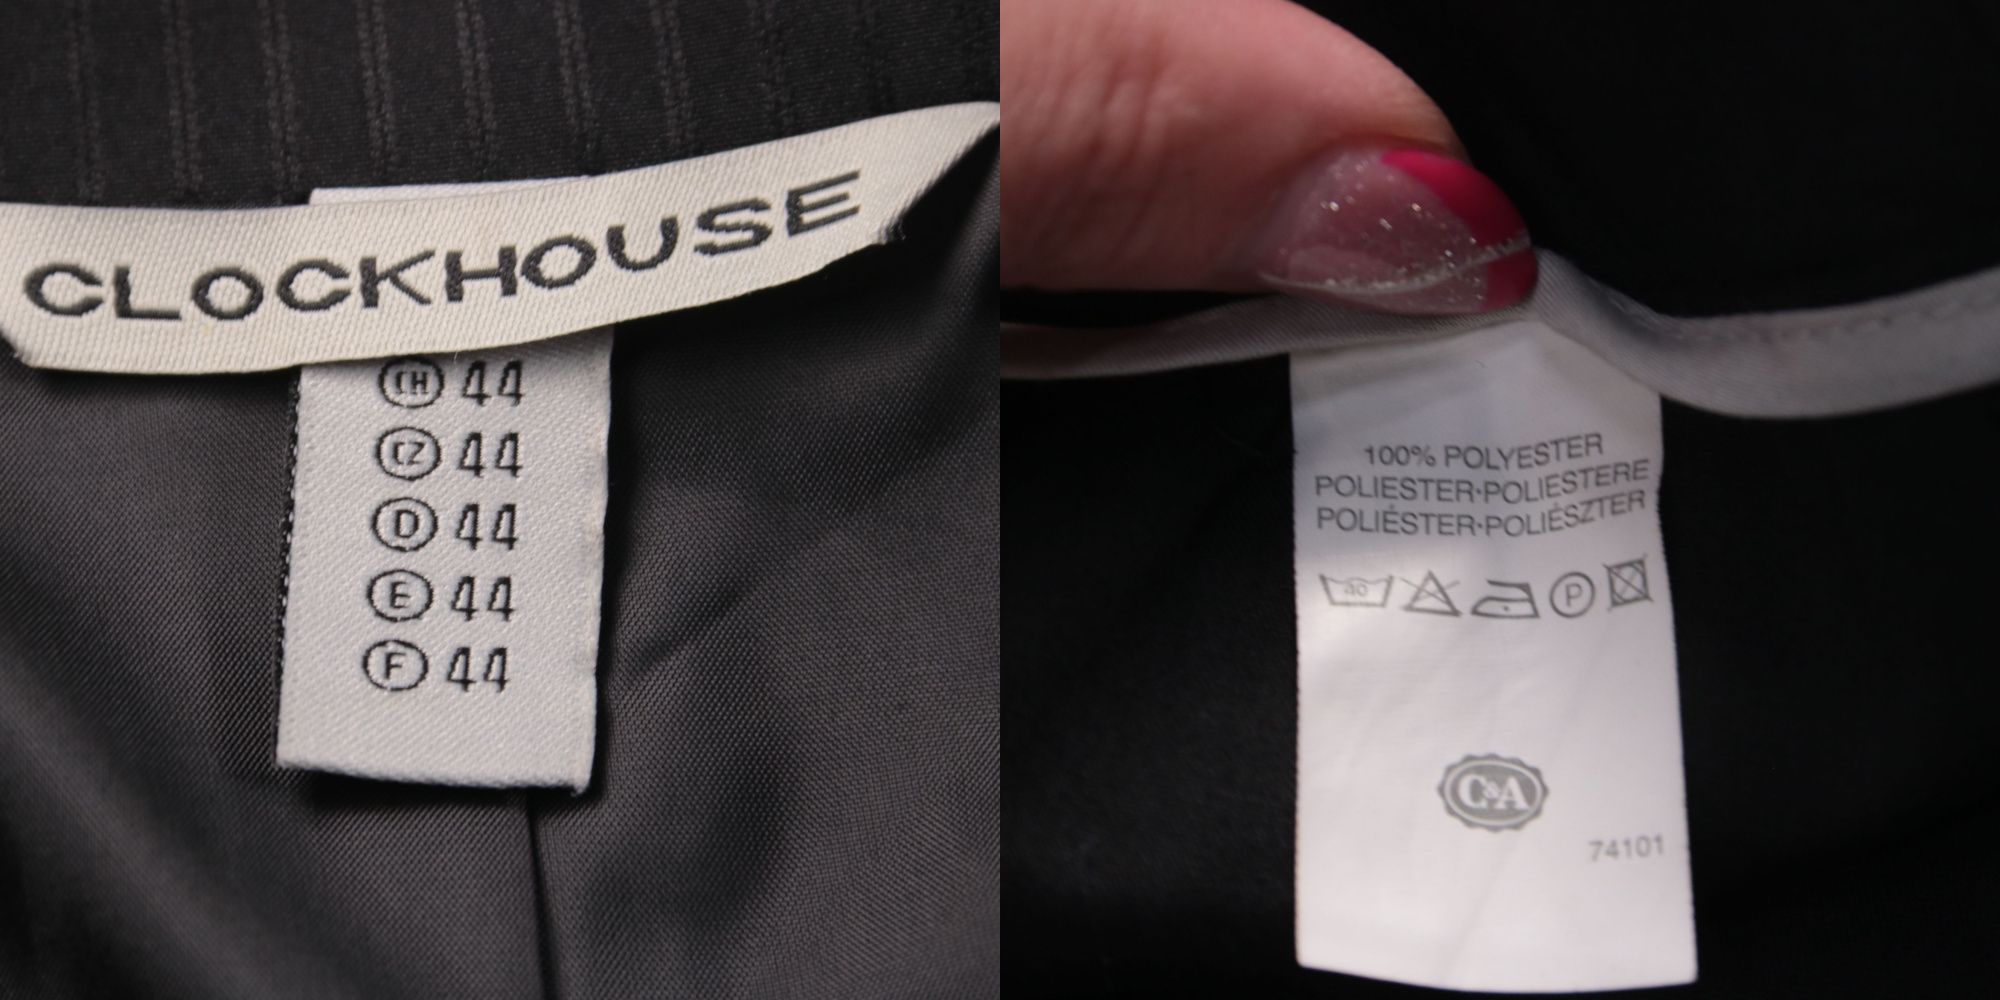 CLOCKHOUSE
CH 44
CZ 44
D 44
E 44
F 44
100% POLYESTER
POLIESTER·POLIESTERE
POLIÉSTER·POLIÉSZTER
40 P
C&A
74101